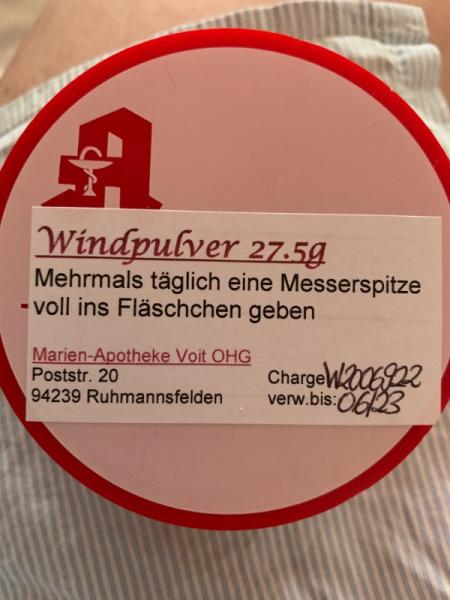 Windpulver 27.5g
Mehrmals täglich eine Messerspitze
voll ins Fläschchen geben
Marien-Apotheke Voit OHG
Poststr. 20
94239 Ruhmannsfelden
Charge W2006922
verw.bis: 06/23